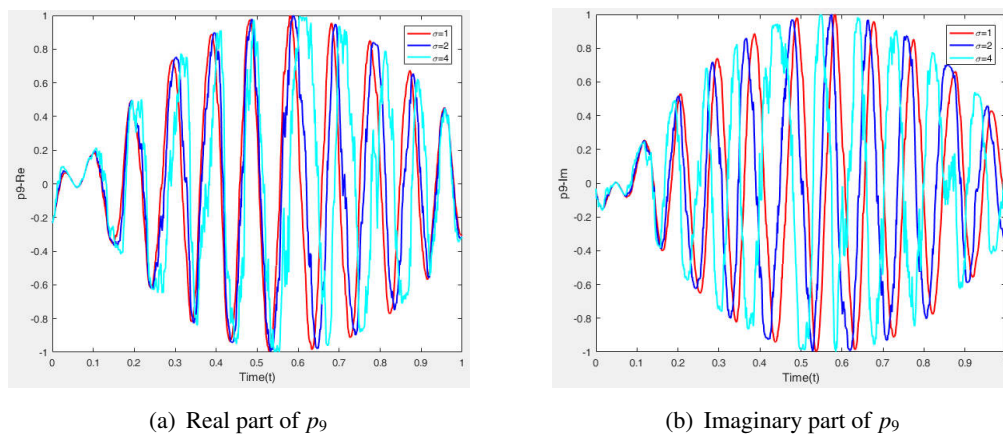 p9-Re
1
0.8
0.6
0.4
0.2
0
-0.2
-0.4
-0.6
-0.8
-1
0 0.1 0.2 0.3 0.4 0.5 0.6 0.7 0.8 0.9 1
Time(t)
σ=1
σ=2
σ=4
(a) Real part of p9
p9-Im
1
0.8
0.6
0.4
0.2
0
-0.2
-0.4
-0.6
-0.8
-1
0 0.1 0.2 0.3 0.4 0.5 0.6 0.7 0.8 0.9
Time(t)
σ=1
σ=2
σ=4
(b) Imaginary part of p9